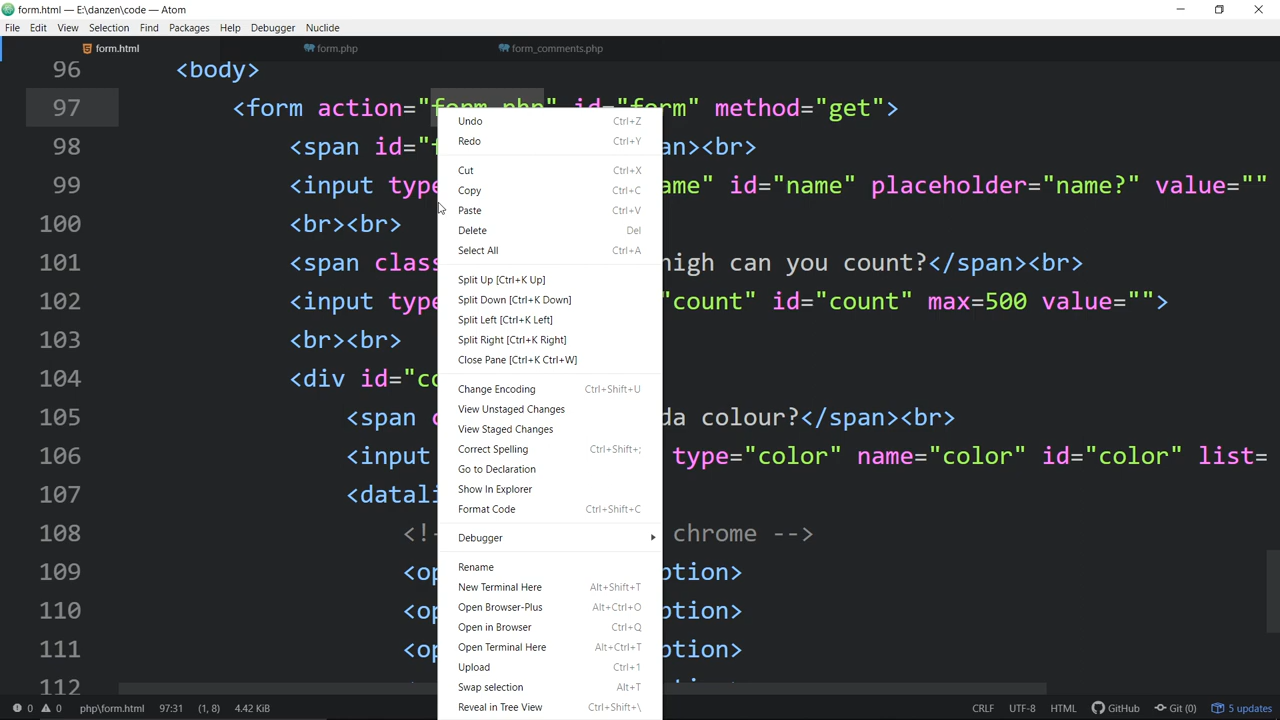 form.html — E:\danzen\code — Atom
File Edit View Selection Find Packages Help Debugger Nuclide
form.html form.php form_comments.php
96 <body>
97 <form action="form.php" id="form" method="get">
98 <span id=" an><br>
99 <input type ame" id="name" placeholder="name?" value=""
100 <br><br>
101 <span class high can you count?</span><br>
102 <input type "count" id="count" max=500 value="">
103 <br><br>
104 <div id="co
105 <span da colour?</span><br>
106 <input type="color" name="color" id="color" list=
107 <datali
108 <!- chrome -->
109 <op ption>
110 <op ption>
111 <op ption>
112
Undo Ctrl+Z
Redo Ctrl+Y
Cut Ctrl+X
Copy Ctrl+C
Paste Ctrl+V
Delete Del
Select All Ctrl+A
Split Up [Ctrl+K Up]
Split Down [Ctrl+K Down]
Split Left [Ctrl+K Left]
Split Right [Ctrl+K Right]
Close Pane [Ctrl+K Ctrl+W]
Change Encoding Ctrl+Shift+U
View Unstaged Changes
View Staged Changes
Correct Spelling Ctrl+Shift+;
Go to Declaration
Show In Explorer
Format Code Ctrl+Shift+C
Debugger
Rename
New Terminal Here Alt+Shift+T
Open Browser-Plus Alt+Ctrl+O
Open in Browser Ctrl+Q
Open Terminal Here Alt+Ctrl+T
Upload Ctrl+1
Swap selection Alt+T
Reveal in Tree View Ctrl+Shift+\
0 0 php\form.html 97:31 (1, 8) 4.42 KiB CRLF UTF-8 HTML GitHub Git (0) 5 updates